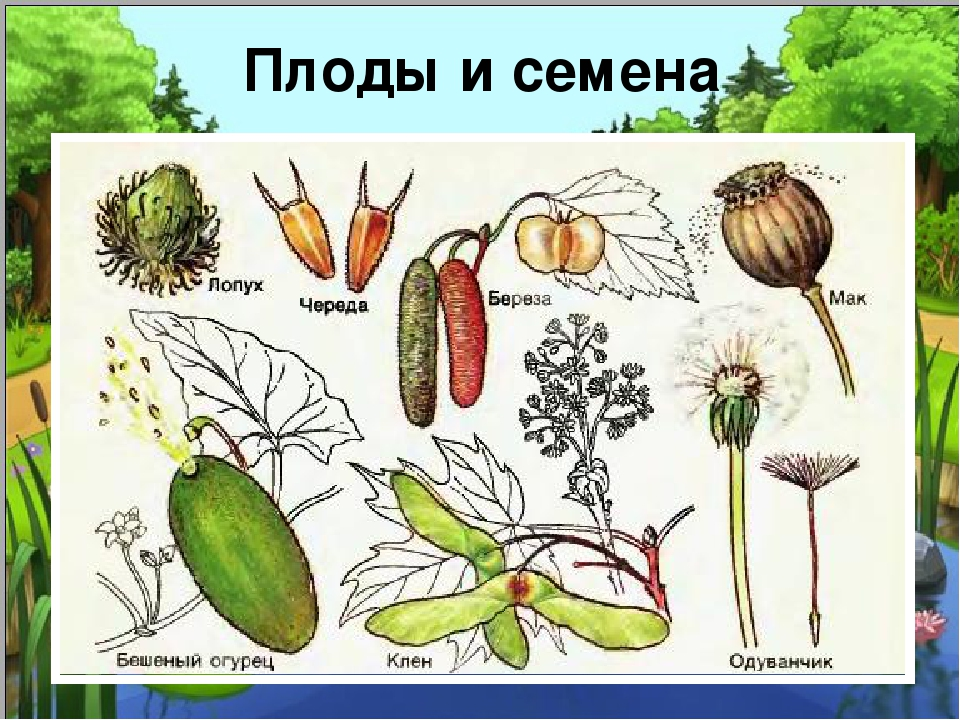 Плоды и семена
Лопух
Череда
Береза
Мак
Бешеный огурец
Клен
Одуванчик